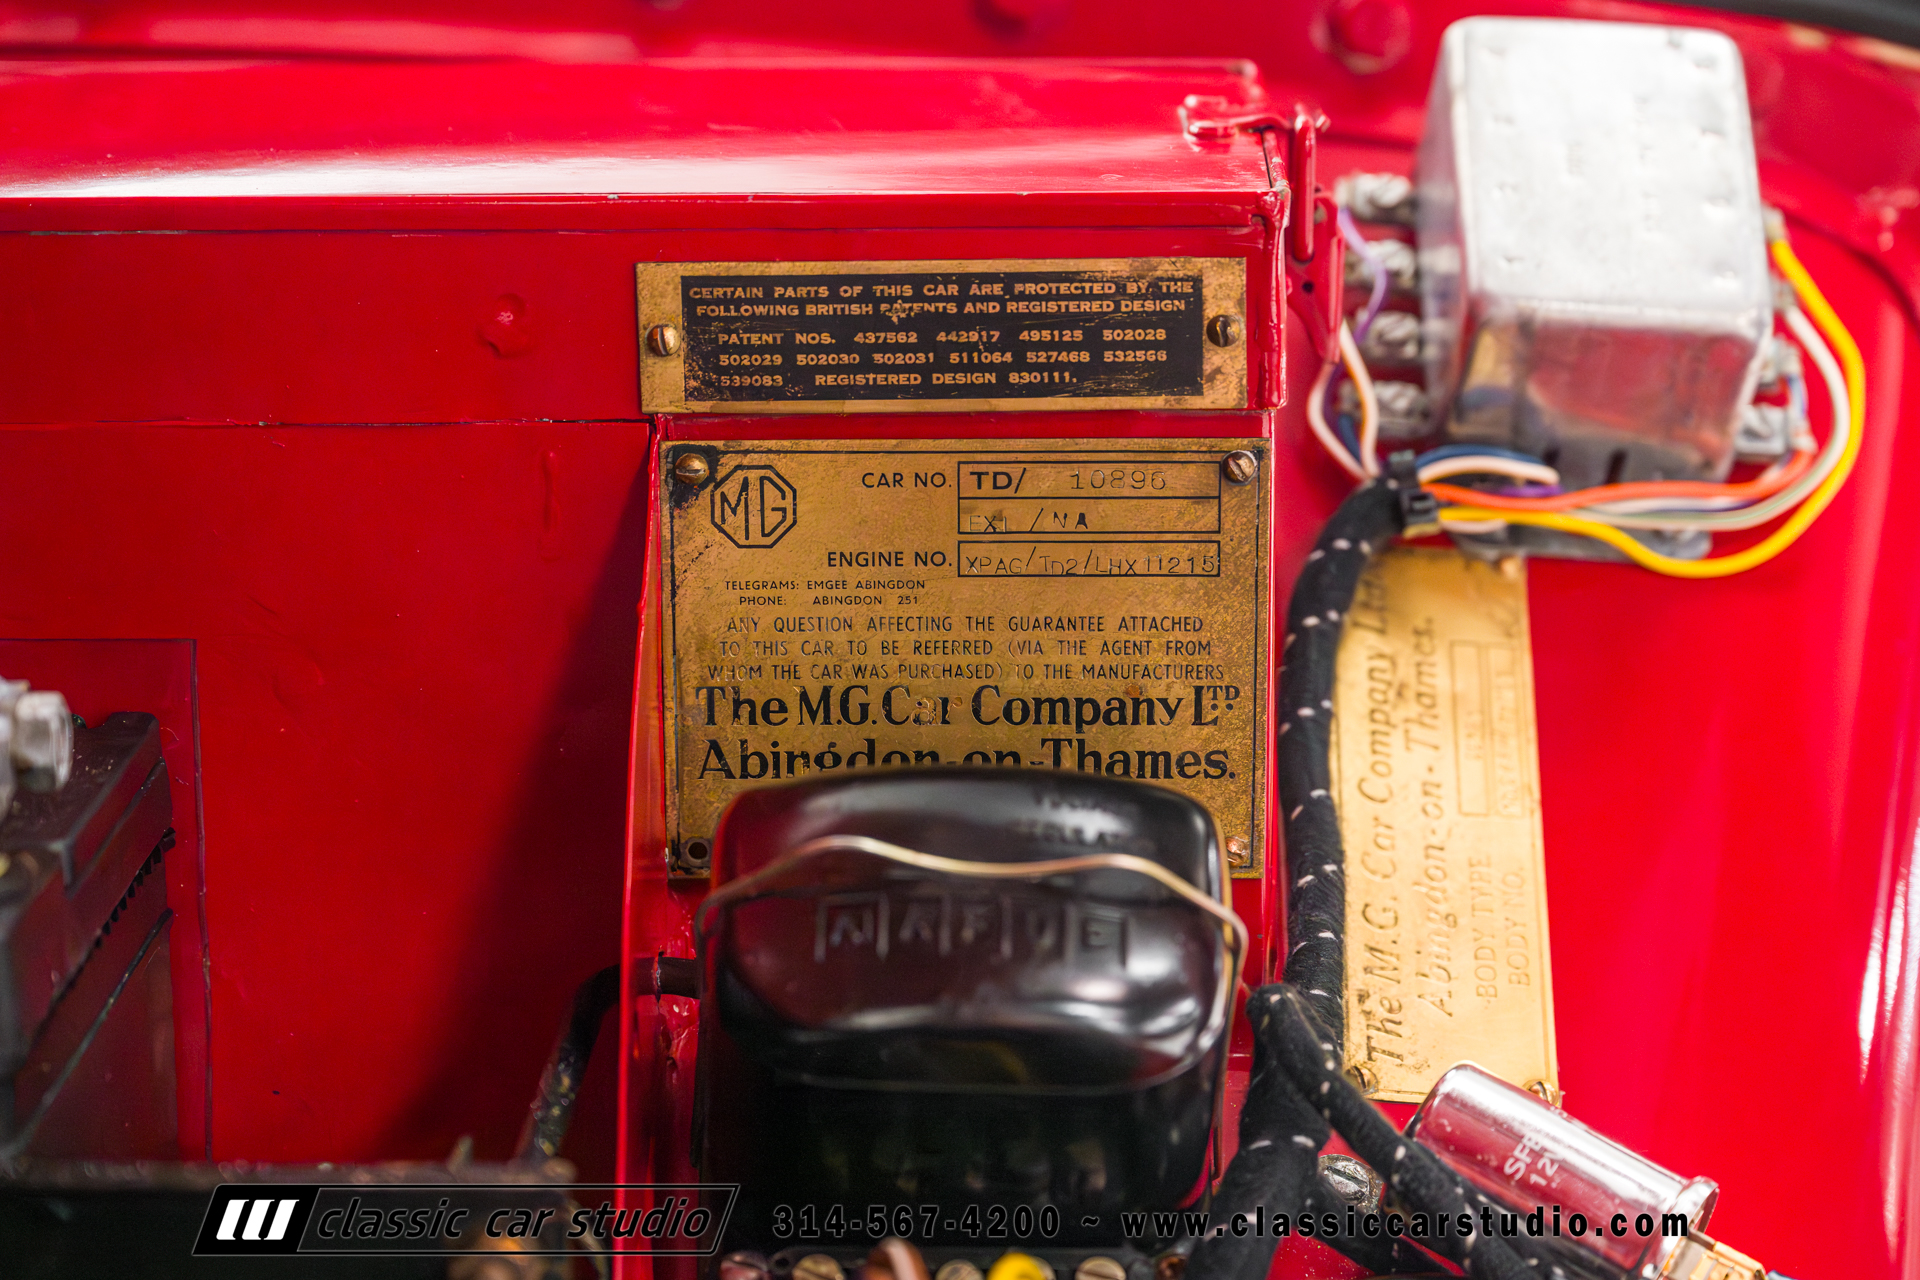 CERTAIN PARTS OF THIS CAR ARE PROTECTED BY THE
FOLLOWING BRITISH PATENTS AND REGISTERED DESIGN
PATENT NOS. 437562 442917 495125 502028
502029 502030 502031 511064 527468 532566
539083 REGISTERED DESIGN 830111.
MG
CAR NO. TD/ 10896
EXL /NA
ENGINE NO. XPAG/TD2/LHX11215
TELEGRAMS: EMGEE ABINGDON
PHONE: ABINGDON 251
ANY QUESTION AFFECTING THE GUARANTEE ATTACHED
TO THIS CAR TO BE REFERRED (VIA THE AGENT FROM
WHOM THE CAR WAS PURCHASED) TO THE MANUFACTURERS
The M.G. Car Company LTD
Abingdon-on-Thames.
The M.G. Car Company Ltd
Abingdon-on-Thames.
BODY TYPE
BODY NO.
SFB
classic car studio 314-567-4200 ~ www.classiccarstudio.com